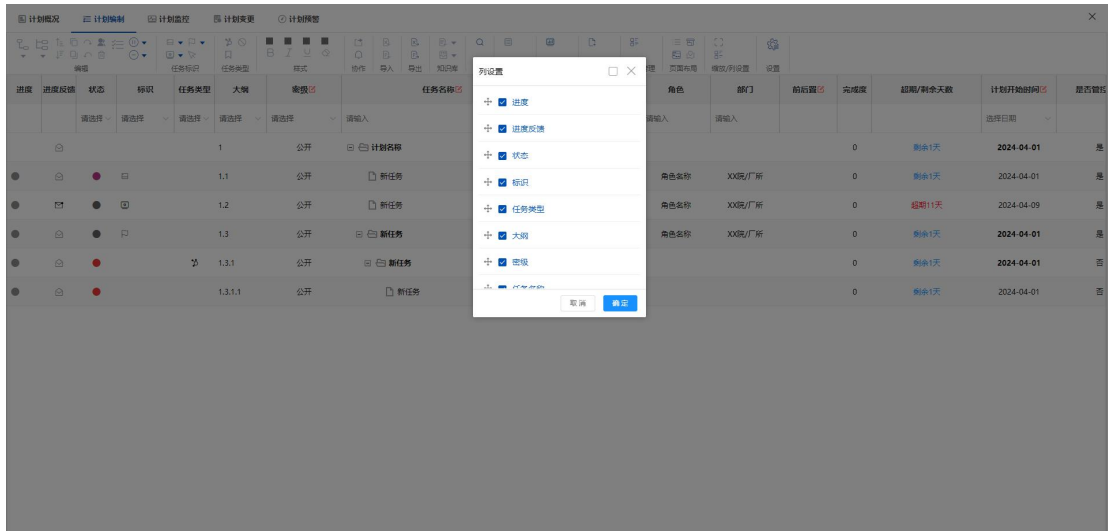 计划概况 计划编制 计划监控 计划变更 计划预警
编辑 任务标识 任务类型 样式 协作 导入 导出 知识库 页面布局 缩放/列设置 设置
进度 进度反馈 状态 标识 任务类型 大纲 密级 任务名称 角色 部门 前后置 完成度 超期/剩余天数 计划开始时间 是否管控
请选择 请选择 请选择 请选择 请选择 请输入 请输入 请输入 选择日期
1 公开 计划名称 0 剩余1天 2024-04-01 是
1.1 公开 新任务 角色名称 XX院/厂所 0 剩余1天 2024-04-01 是
1.2 公开 新任务 角色名称 XX院/厂所 0 超期11天 2024-04-09 是
1.3 公开 新任务 角色名称 XX院/厂所 0 剩余1天 2024-04-01 是
1.3.1 公开 新任务 0 剩余1天 2024-04-01 否
1.3.1.1 公开 新任务 0 剩余1天 2024-04-01 否
列设置
进度
进度反馈
状态
标识
任务类型
大纲
密级
任务名称
取消 确定